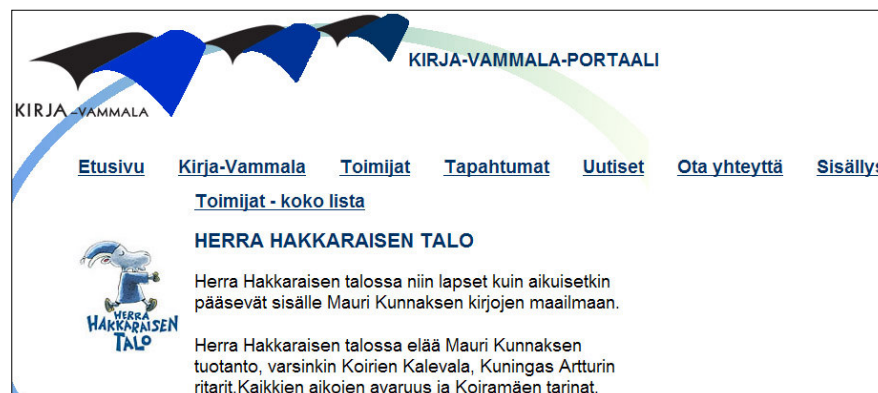 KIRJA-VAMMALA-PORTAALI
KIRJA-VAMMALA
Etusivu Kirja-Vammala Toimijat Tapahtumat Uutiset Ota yhteyttä Sisällys
Toimijat - koko lista
HERRA HAKKARAISEN TALO
Herra Hakkaraisen talossa niin lapset kuin aikuisetkin
pääsevät sisälle Mauri Kunnaksen kirjojen maailmaan.
HERRA
HAKKARAISEN
TALO
Herra Hakkaraisen talossa elää Mauri Kunnaksen
tuotanto, varsinkin Koirien Kalevala, Kuningas Artturin
ritarit,Kaikkien aikojen avaruus ja Koiramäen tarinat.